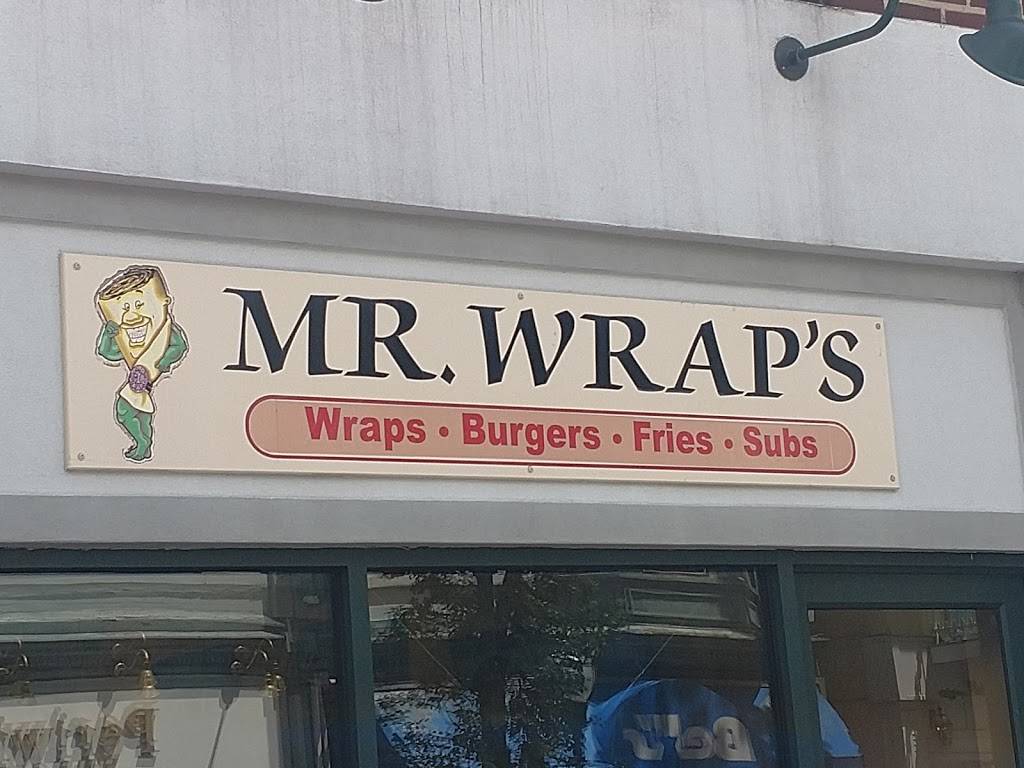 MR. WRAP'S
Wraps • Burgers • Fries • Subs